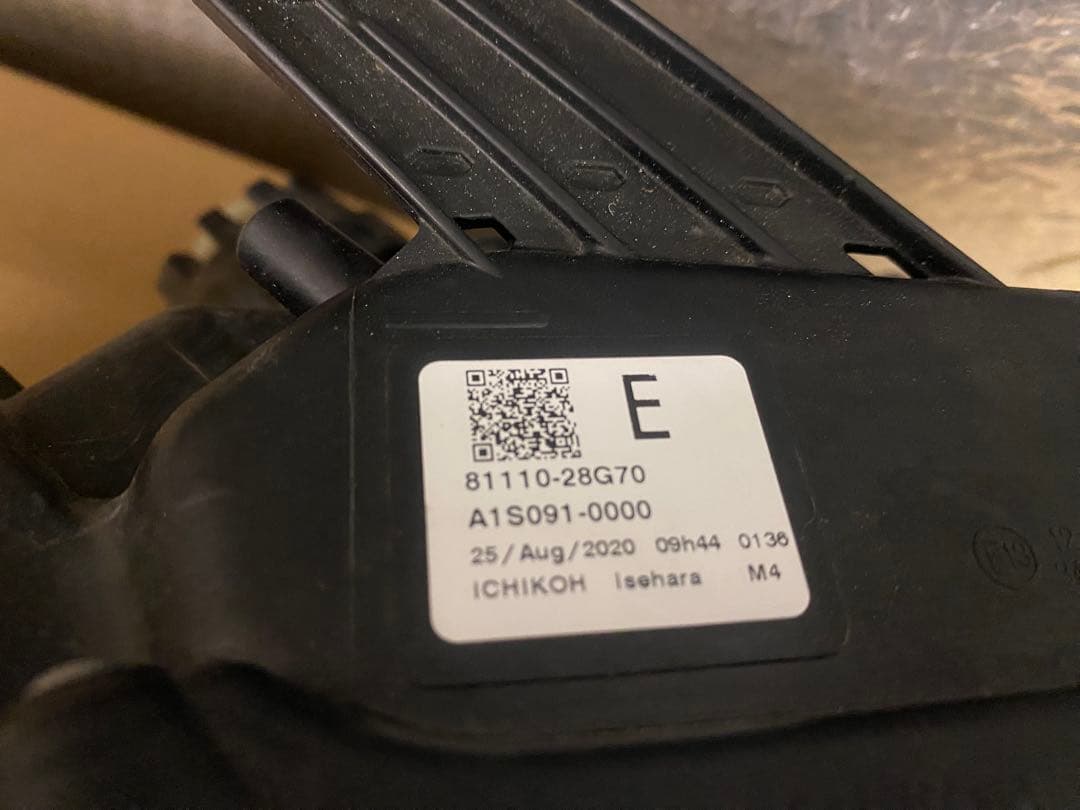 E
81110-28G70
A1S091-0000
25/Aug/2020 09h44 0136
ICHIKOH Isehara M4